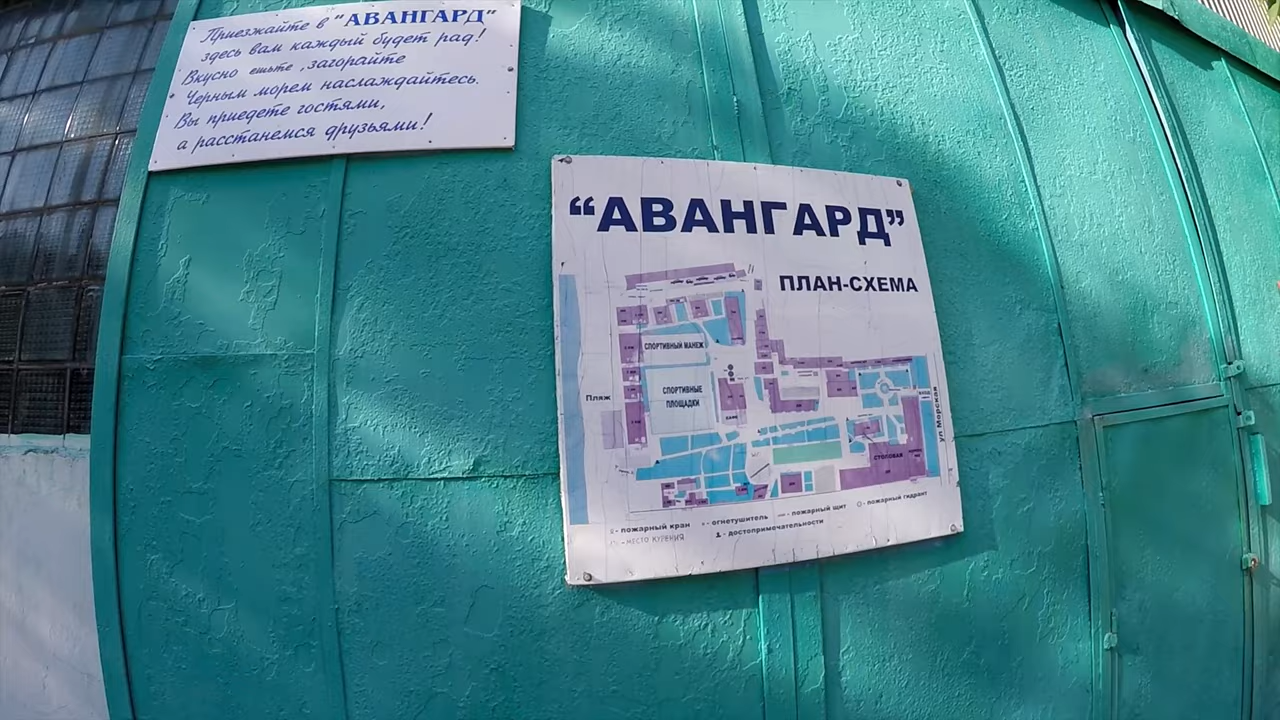 Приезжайте в "АВАНГАРД"
здесь вам каждый будет рад!
Вкусно ешьте, загорайте
Черным морем наслаждайтесь.
Вы приедете гостями,
а расстанемся друзьями!
"АВАНГАРД"
ПЛАН-СХЕМА
СПОРТИВНЫЙ МАНЕЖ
СПОРТИВНЫЕ
ПЛОЩАДКИ
Пляж
ул Морская
СТОЛОВАЯ
- пожарный кран
- огнетушитель
- пожарный щит
- пожарный гидрант
- МЕСТО КУРЕНИЯ
- достопримечательности